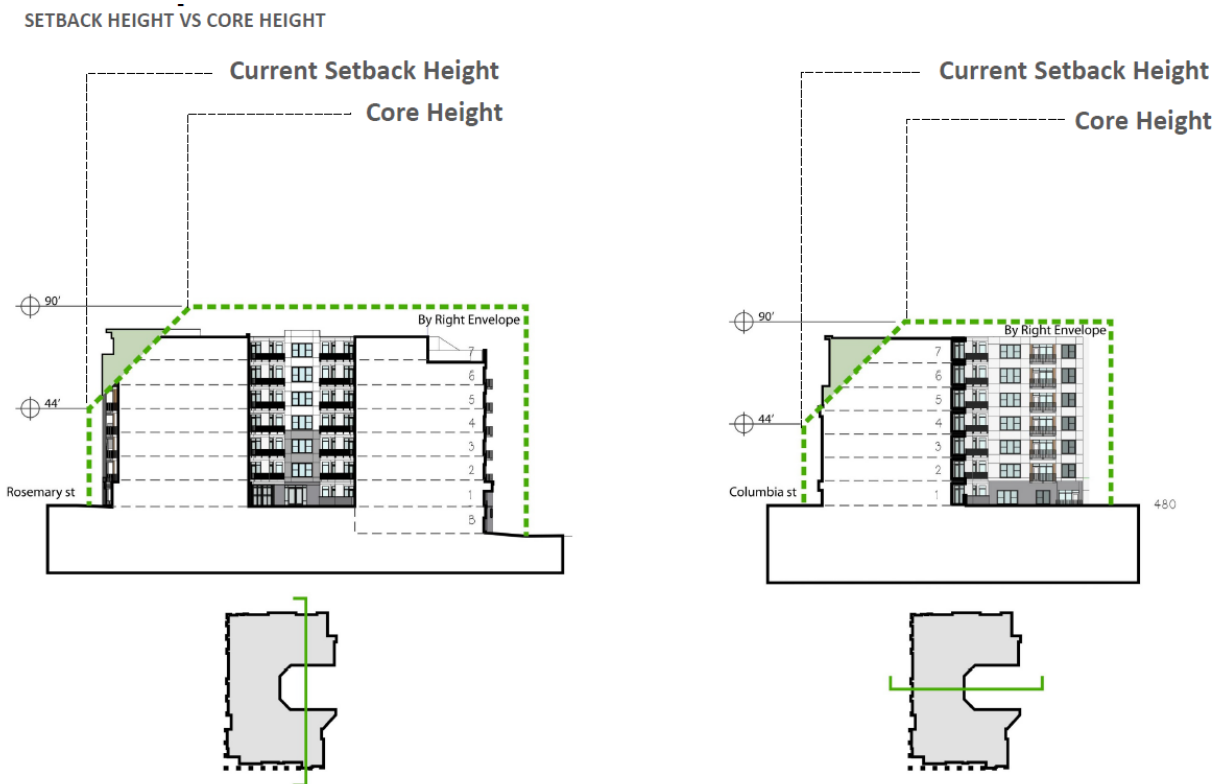 SETBACK HEIGHT VS CORE HEIGHT
Current Setback Height
Core Height
90'
By Right Envelope
7
6
5
44'
4
3
2
Rosemary st
1
B
Current Setback Height
Core Height
90'
By Right Envelope
7
6
5
44'
4
3
2
Columbia st
1
480